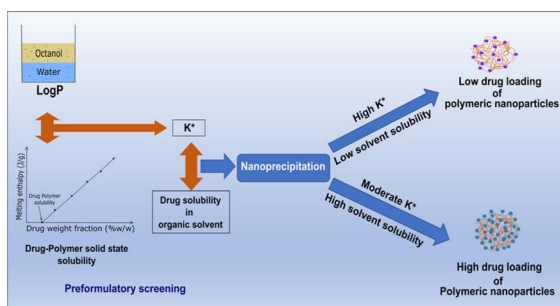 Octanol
Water
LogP
K*
Melting enthalpy (J/g)
Drug Polymer
solubility
Drug weight fraction (%w/w)
Drug-Polymer solid state
solubility
Drug solubility
in
organic solvent
Preformulatory screening
Nanoprecipitation
High K*
Low solvent solubility
Moderate K*
High solvent solubility
Low drug loading
of
polymeric nanoparticles
High drug loading
of
Polymeric nanoparticles